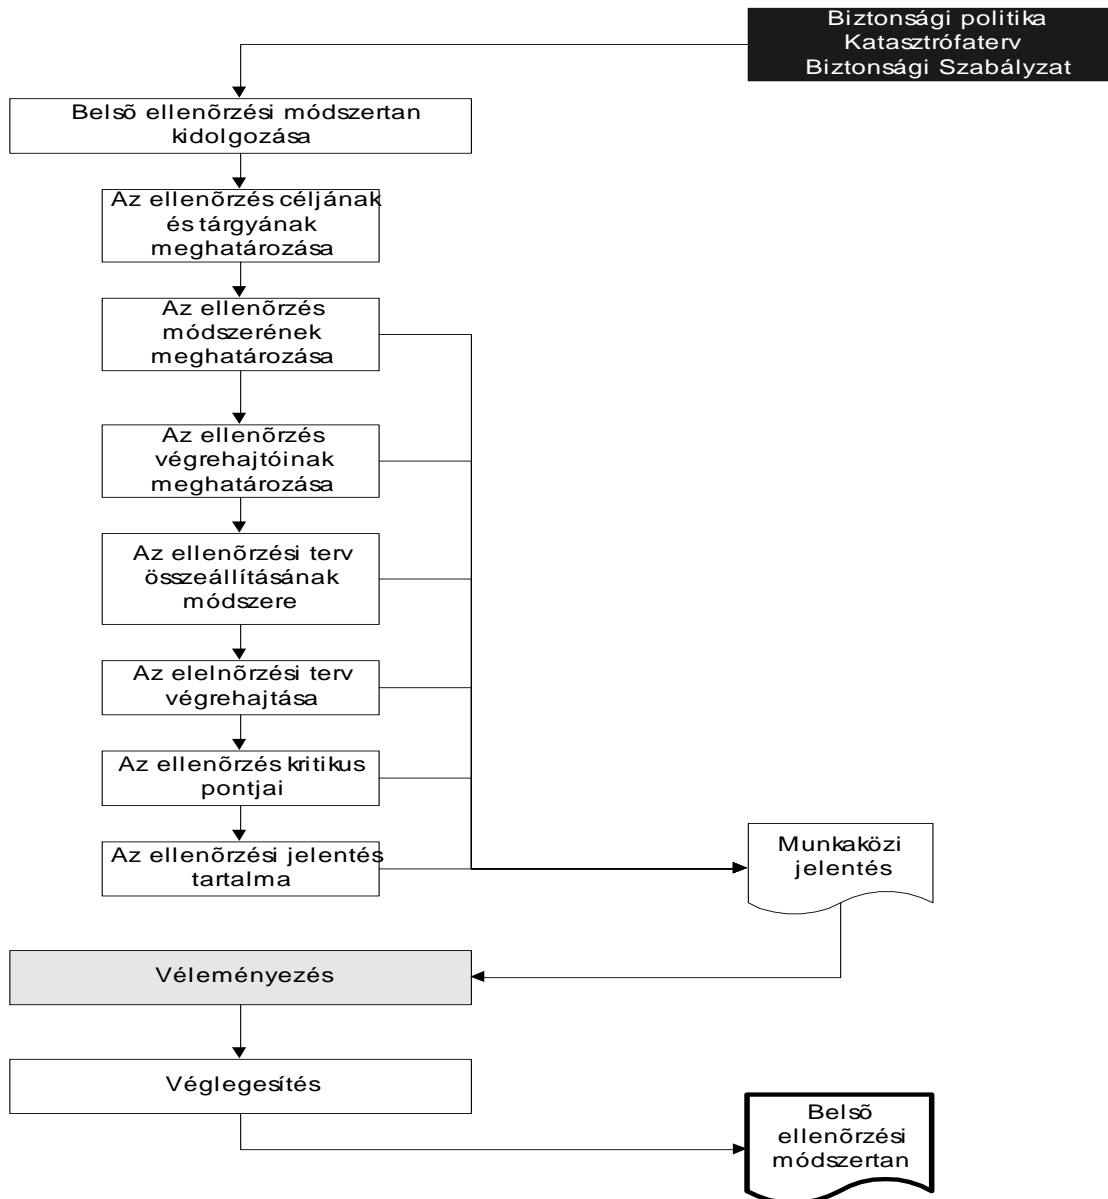 Biztonsági politika
Katasztrófaterv
Biztonsági Szabályzat
Belsõ ellenõrzési módszertan
kidolgozása
Az ellenõrzés céljának
és tárgyának
meghatározása
Az ellenõrzés
módszerének
meghatározása
Az ellenõrzés
végrehajtóinak
meghatározása
Az ellenõrzési terv
összeállításának
módszere
Az elelnõrzési terv
végrehajtása
Az ellenõrzés kritikus
pontjai
Az ellenõrzési jelentés
tartalma
Munkaközi
jelentés
Véleményezés
Véglegesítés
Belsõ
ellenõrzési
módszertan